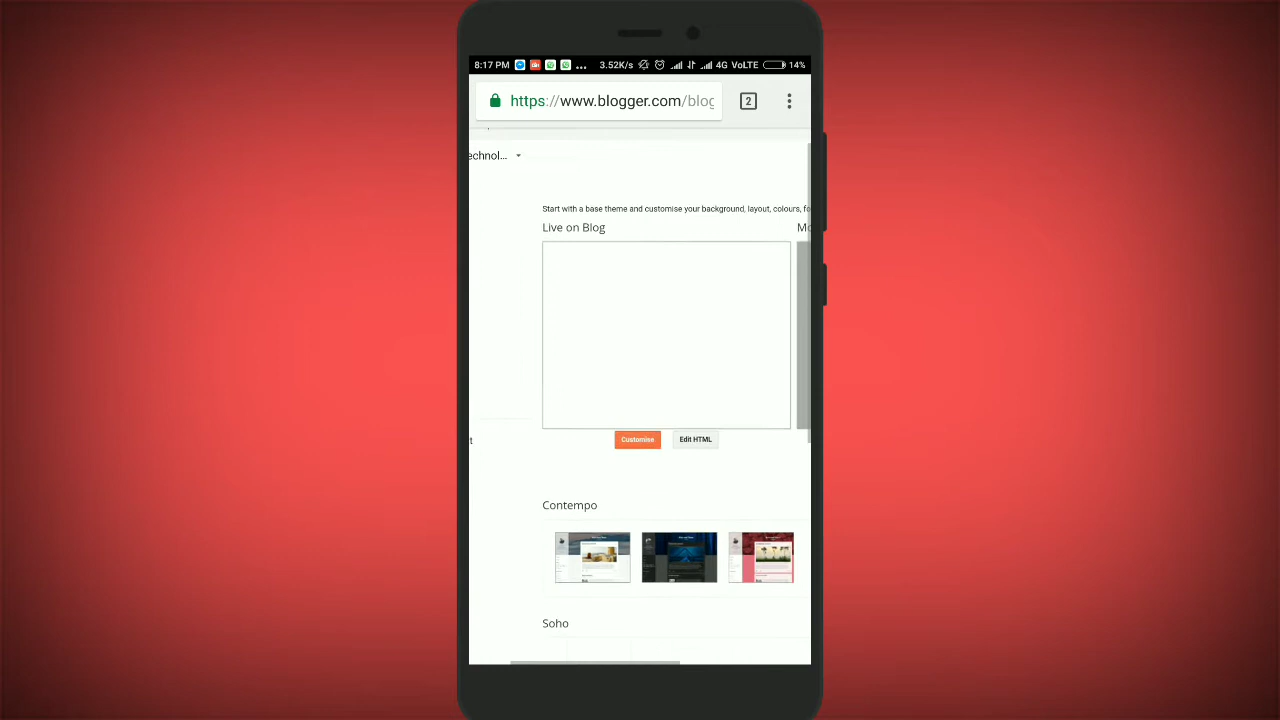 8:17 PM ... 3.52K/s 4G VoLTE 14%
https://www.blogger.com/blog 2
echnol...
Start with a base theme and customise your background, layout, colours, fo
Live on Blog Mo
t
Customise Edit HTML
Contempo
Soho